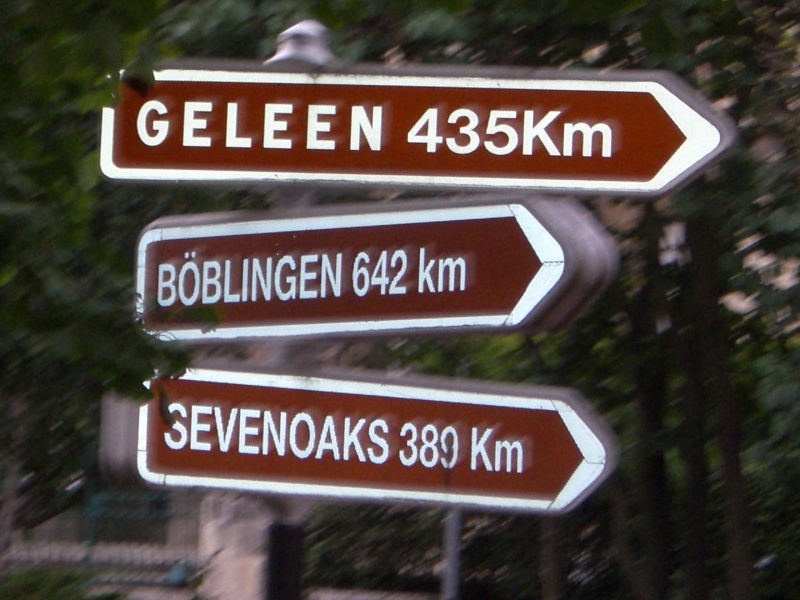 GELEEN 435Km
BÖBLINGEN 642 km
SEVENOAKS 389 Km